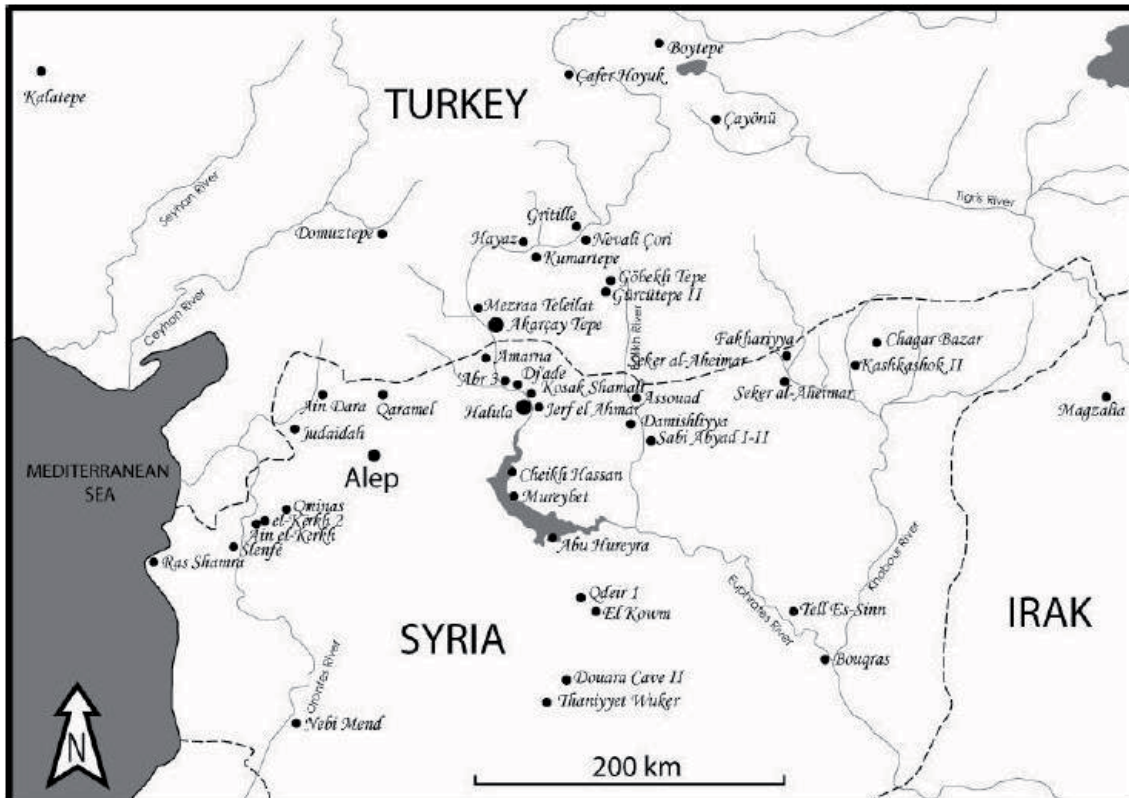 Boytepe
Kalatepe
Çafer Hoyuk
TURKEY
Çayönü
Seyhan River
Tigris River
Gritille
Domuztepe
Hayaz
Nevali Çori
Kumartepe
Göbekli Tepe
Gürcütepe II
Ceyhan River
Mezraa Teleilat
Akarçay Tepe
Balikh River
Fakhariyya
Chagar Bazar
Amarna
Seker al-Aheimar
Kashkashok II
'Abr 3
Dj'ade
Kosak Shamali
Seker al-Aheimar
Ain Dara
Qaramel
Halula
Jerf el Ahmar
Assouad
Magzalia
judaidah
Damishliyya
Sabi Abyad I-II
MEDITERRANEAN
SEA
Alep
Cheikh Hassan
Mureybet
Qminas
el-Kerkh 2
Ain el-Kerkh
Slenfé
Ras Shamra
Abu Hureyra
Euphrates River
Khabour River
Qdeir 1
El Kowm
Tell Es-Sinn
IRAK
SYRIA
Bouqras
Orontes River
Douara Cave II
Thaniyyet Wuker
Nebi Mend
N
200 km